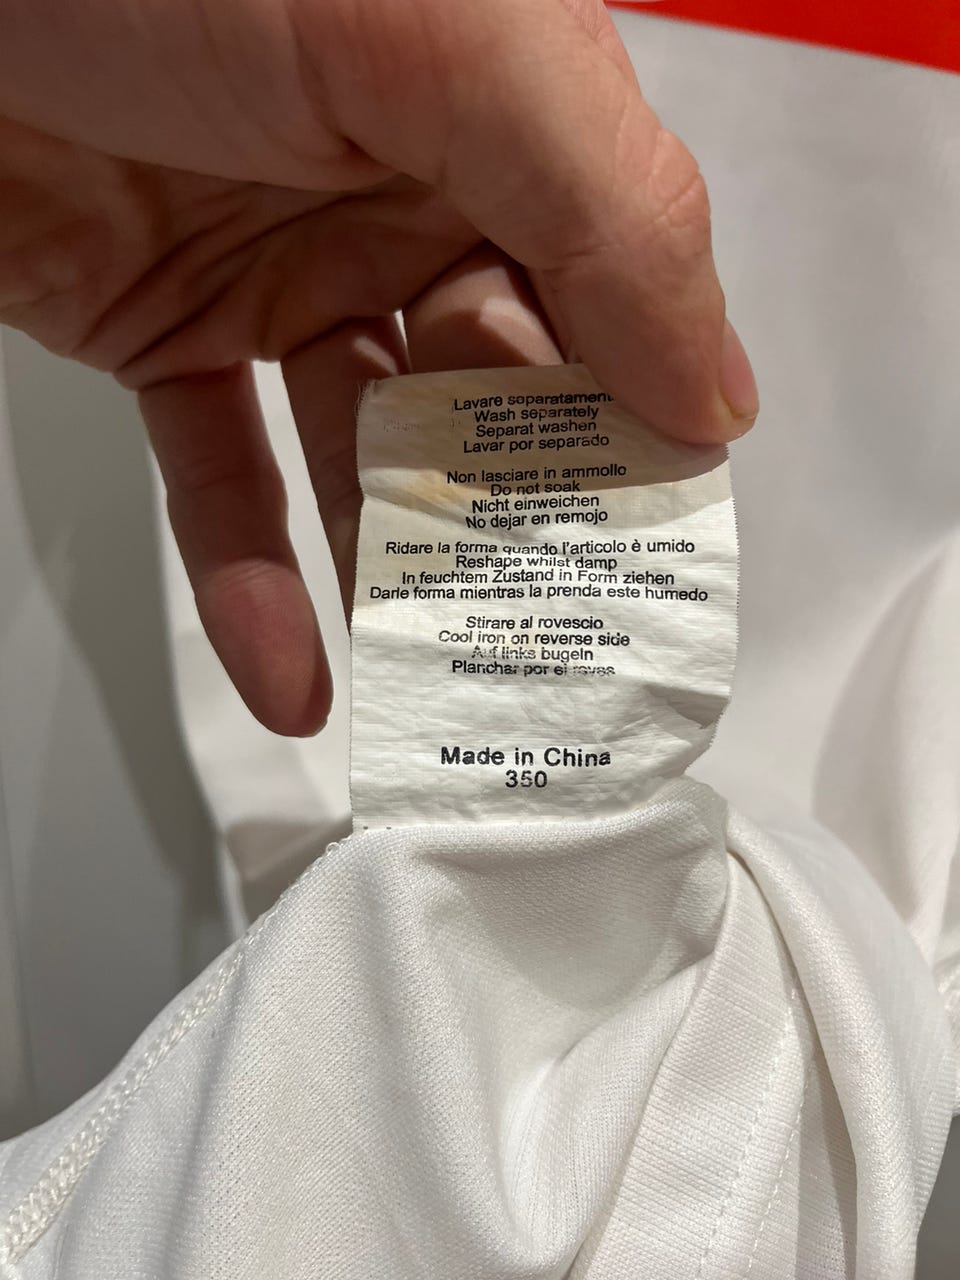 Lavare soparatament
Wash separately
Separat washen
Lavar por separado
Non lasciare in ammollo
Do not soak
Nicht einweichen
No dejar en remojo
Ridare la forma quando l'articolo è umido
Reshape whilst damp
In feuchtem Zustand in Form ziehen
Darle forma mientras la prenda este humedo
Stirare al rovescio
Cool iron on reverse side
Auf links bugeln
Planchar por el
Made in China
350